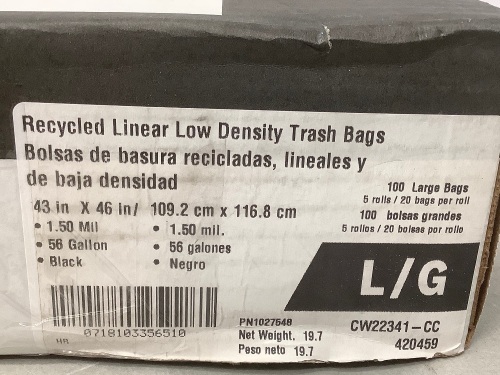 Recycled Linear Low Density Trash Bags
Bolsas de basura recicladas, lineales y
de baja densidad
100 Large Bags
5 rolls / 20 bags per roll
43 in X 46 in/ 109.2 cm x 116.8 cm
100 bolsas grandes
5 rollos / 20 bolsas por rollo
• 1.50 Mil • 1.50 mil.
• 56 Gallon • 56 galones
• Black • Negro
L/G
0718103356510
PN1027548
Net Weight. 19.7
Peso neto 19.7
CW22341-CC
420459